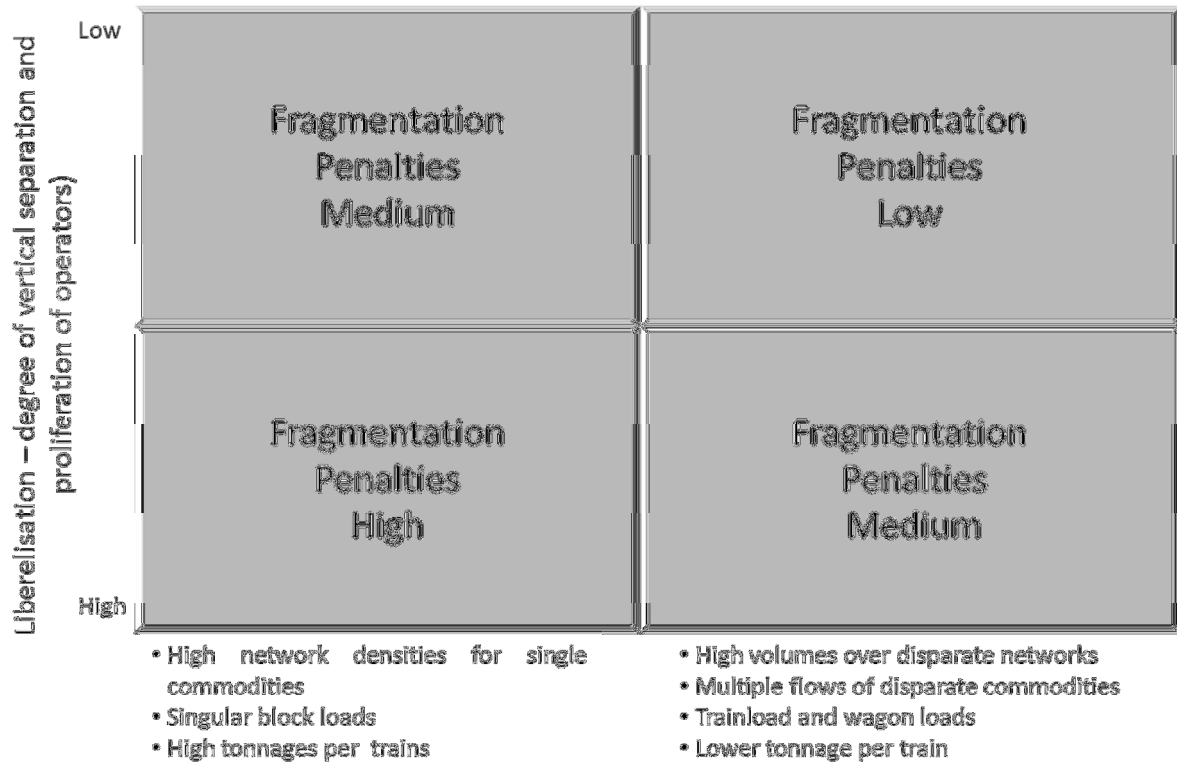 Liberelisation – degree of vertical separation and
proliferation of operators)
Low
Fragmentation
Penalties
Medium
Fragmentation
Penalties
Low
Fragmentation
Penalties
High
Fragmentation
Penalties
Medium
High
• High network densities for single
commodities
• Singular block loads
• High tonnages per trains
• High volumes over disparate networks
• Multiple flows of disparate commodities
• Trainload and wagon loads
• Lower tonnage per train